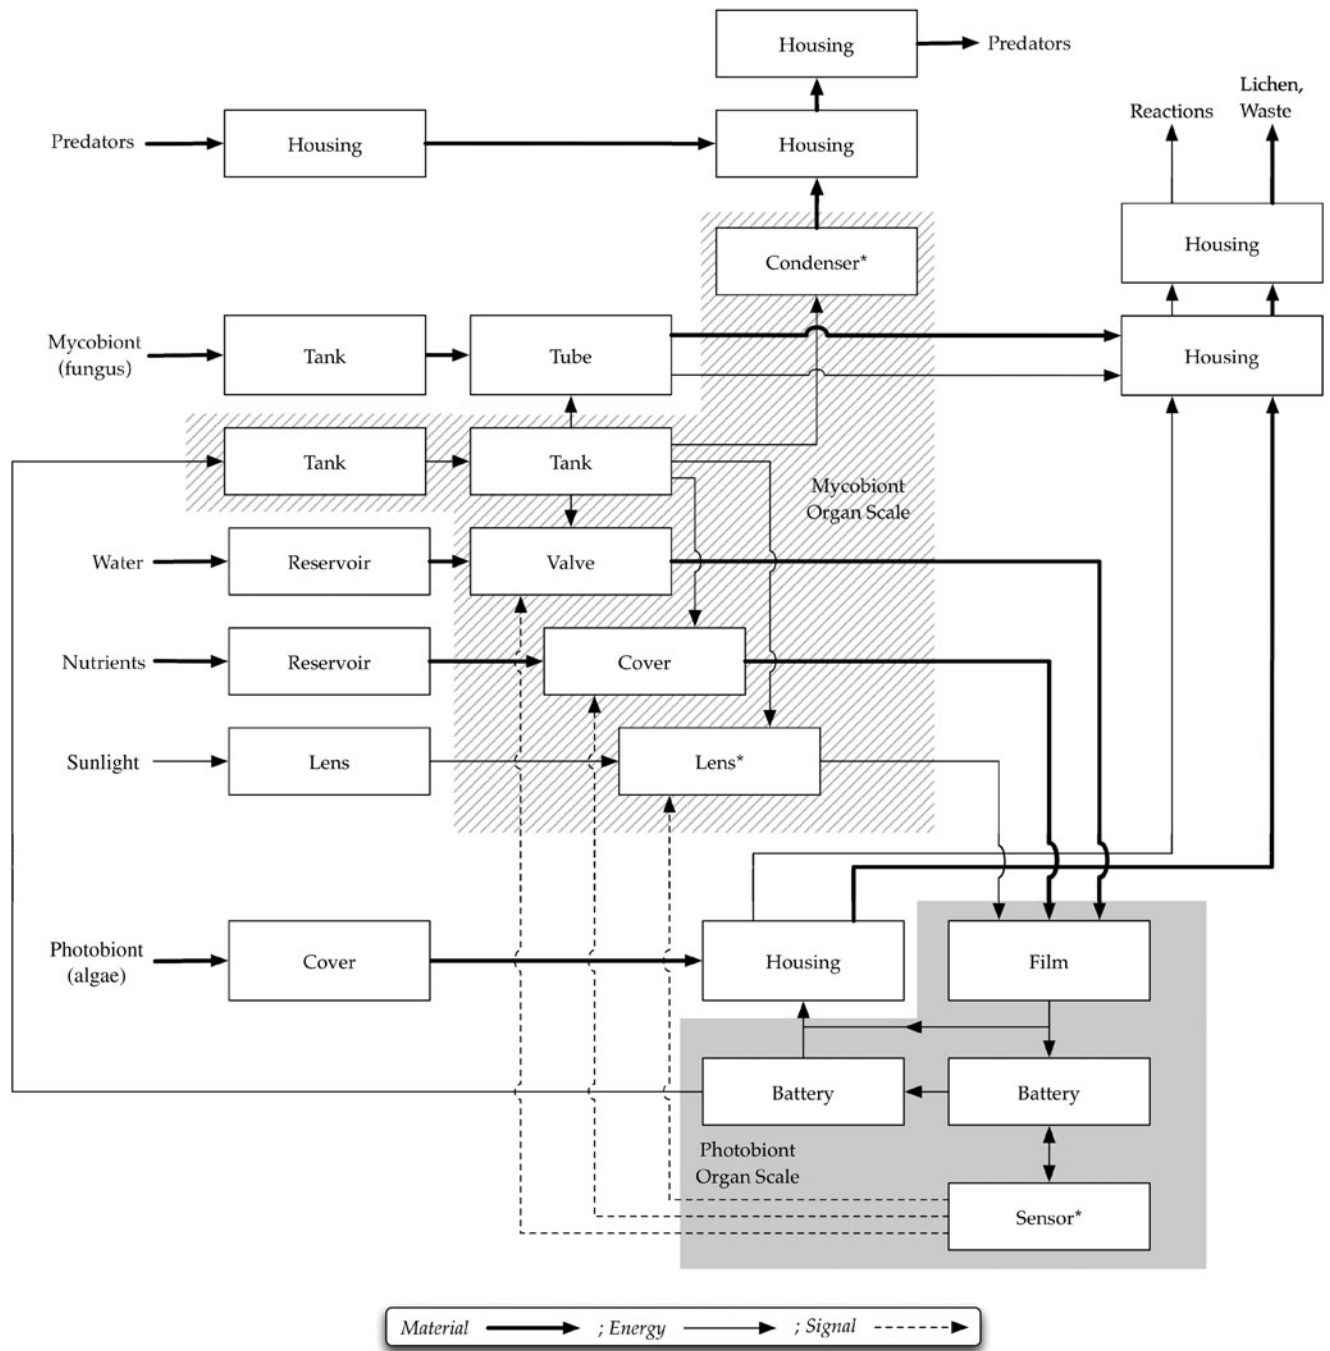 Housing
Predators
Lichen,
Waste
Reactions
Predators
Housing
Housing
Condenser*
Housing
Mycobiont
(fungus)
Tank
Tube
Housing
Tank
Tank
Mycobiont
Organ Scale
Water
Reservoir
Valve
Nutrients
Reservoir
Cover
Sunlight
Lens
Lens*
Photobiont
(algae)
Cover
Housing
Film
Battery
Battery
Photobiont
Organ Scale
Sensor*
Material ; Energy ; Signal